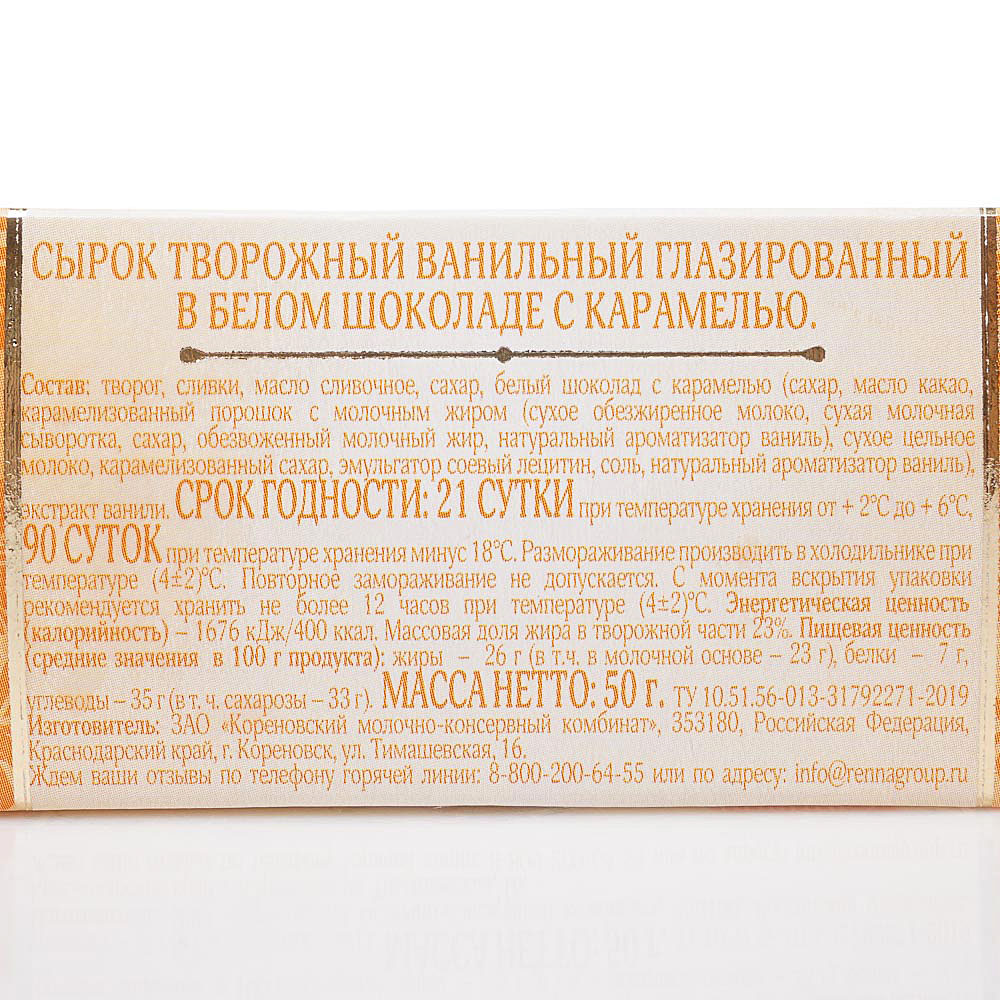 СЫРОК ТВОРОЖНЫЙ ВАНИЛЬНЫЙ ГЛАЗИРОВАННЫЙ
В БЕЛОМ ШОКОЛАДЕ С КАРАМЕЛЬЮ.
Состав: творог, сливки, масло сливочное, сахар, белый шоколад с карамелью (сахар, масло какао,
карамелизованный порошок с молочным жиром (сухое обезжиренное молоко, сухая молочная
сыворотка, сахар, обезвоженный молочный жир, натуральный ароматизатор ваниль), сухое цельное
молоко, карамелизованный сахар, эмульгатор соевый лецитин, соль, натуральный ароматизатор ваниль),
экстракт ванили. СРОК ГОДНОСТИ: 21 СУТКИ при температуре хранения от + 2°С до + 6°С,
90 СУТОК при температуре хранения минус 18°С. Размораживание производить в холодильнике при
температуре (4±2)°С. Повторное замораживание не допускается. С момента вскрытия упаковки
рекомендуется хранить не более 12 часов при температуре (4±2)°С. Энергетическая ценность
(калорийность) – 1676 кДж/400 ккал. Массовая доля жира в творожной части 23%. Пищевая ценность
(средние значения в 100 г продукта): жиры – 26 г (в т.ч. в молочной основе – 23 г), белки – 7 г,
углеводы – 35 г (в т. ч. сахарозы – 33 г). МАССА НЕТТО: 50 г. ТУ 10.51.56-013-31792271-2019
Изготовитель: ЗАО «Кореновский молочно-консервный комбинат», 353180, Российская Федерация,
Краснодарский край, г. Кореновск, ул. Тимашевская, 16.
Ждем ваши отзывы по телефону горячей линии: 8-800-200-64-55 или по адресу: info@rennagroup.ru